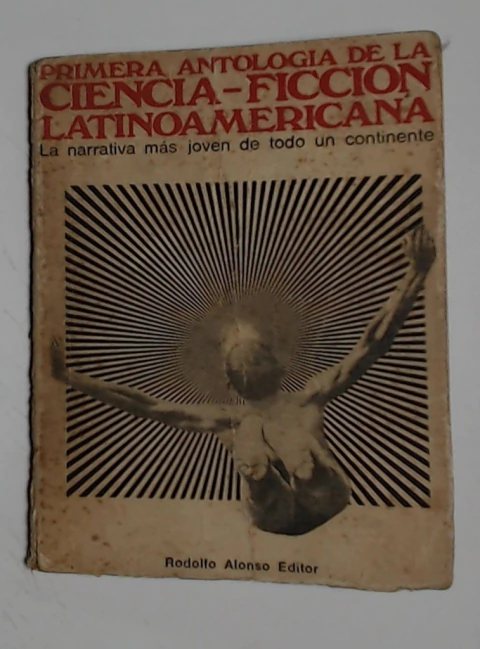 PRIMERA ANTOLOGIA DE LA
CIENCIA-FICCION
LATINOAMERICANA
La narrativa más joven de todo un continente
Rodolfo Alonso Editor